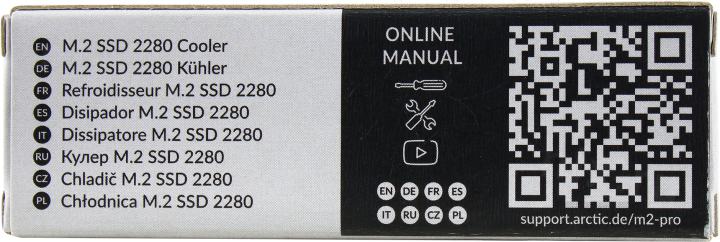 EN M.2 SSD 2280 Cooler
DE M.2 SSD 2280 Kühler
FR Refroidisseur M.2 SSD 2280
ES Disipador M.2 SSD 2280
IT Dissipatore M.2 SSD 2280
RU Кулер M.2 SSD 2280
CZ Chladič M.2 SSD 2280
PL Chłodnica M.2 SSD 2280
ONLINE
MANUAL
EN DE FR ES
IT RU CZ PL
support.arctic.de/m2-pro